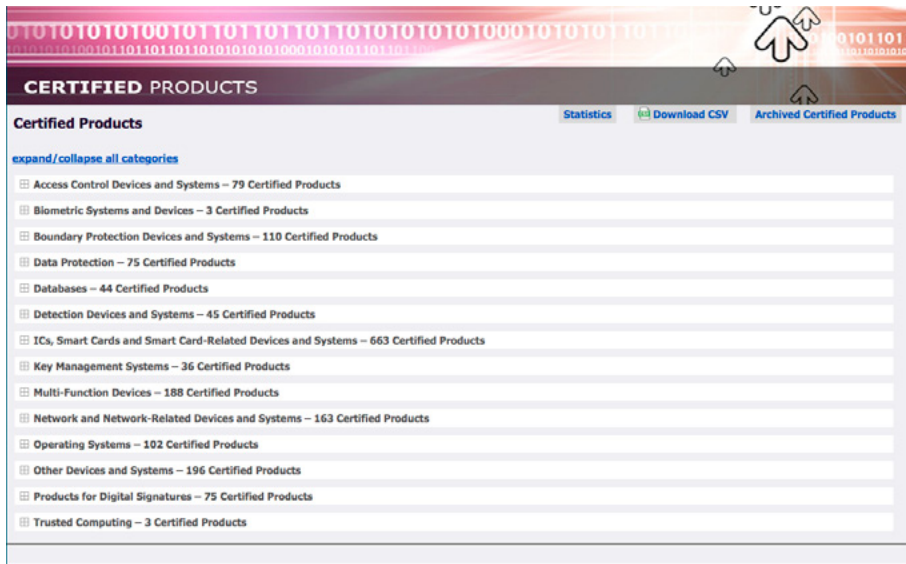 CERTIFIED PRODUCTS
Certified Products
Statistics
Download CSV
Archived Certified Products
expand/collapse all categories
Access Control Devices and Systems – 79 Certified Products
Biometric Systems and Devices – 3 Certified Products
Boundary Protection Devices and Systems – 110 Certified Products
Data Protection – 75 Certified Products
Databases – 44 Certified Products
Detection Devices and Systems – 45 Certified Products
ICs, Smart Cards and Smart Card-Related Devices and Systems – 663 Certified Products
Key Management Systems – 36 Certified Products
Multi-Function Devices – 188 Certified Products
Network and Network-Related Devices and Systems – 163 Certified Products
Operating Systems – 102 Certified Products
Other Devices and Systems – 196 Certified Products
Products for Digital Signatures – 75 Certified Products
Trusted Computing – 3 Certified Products